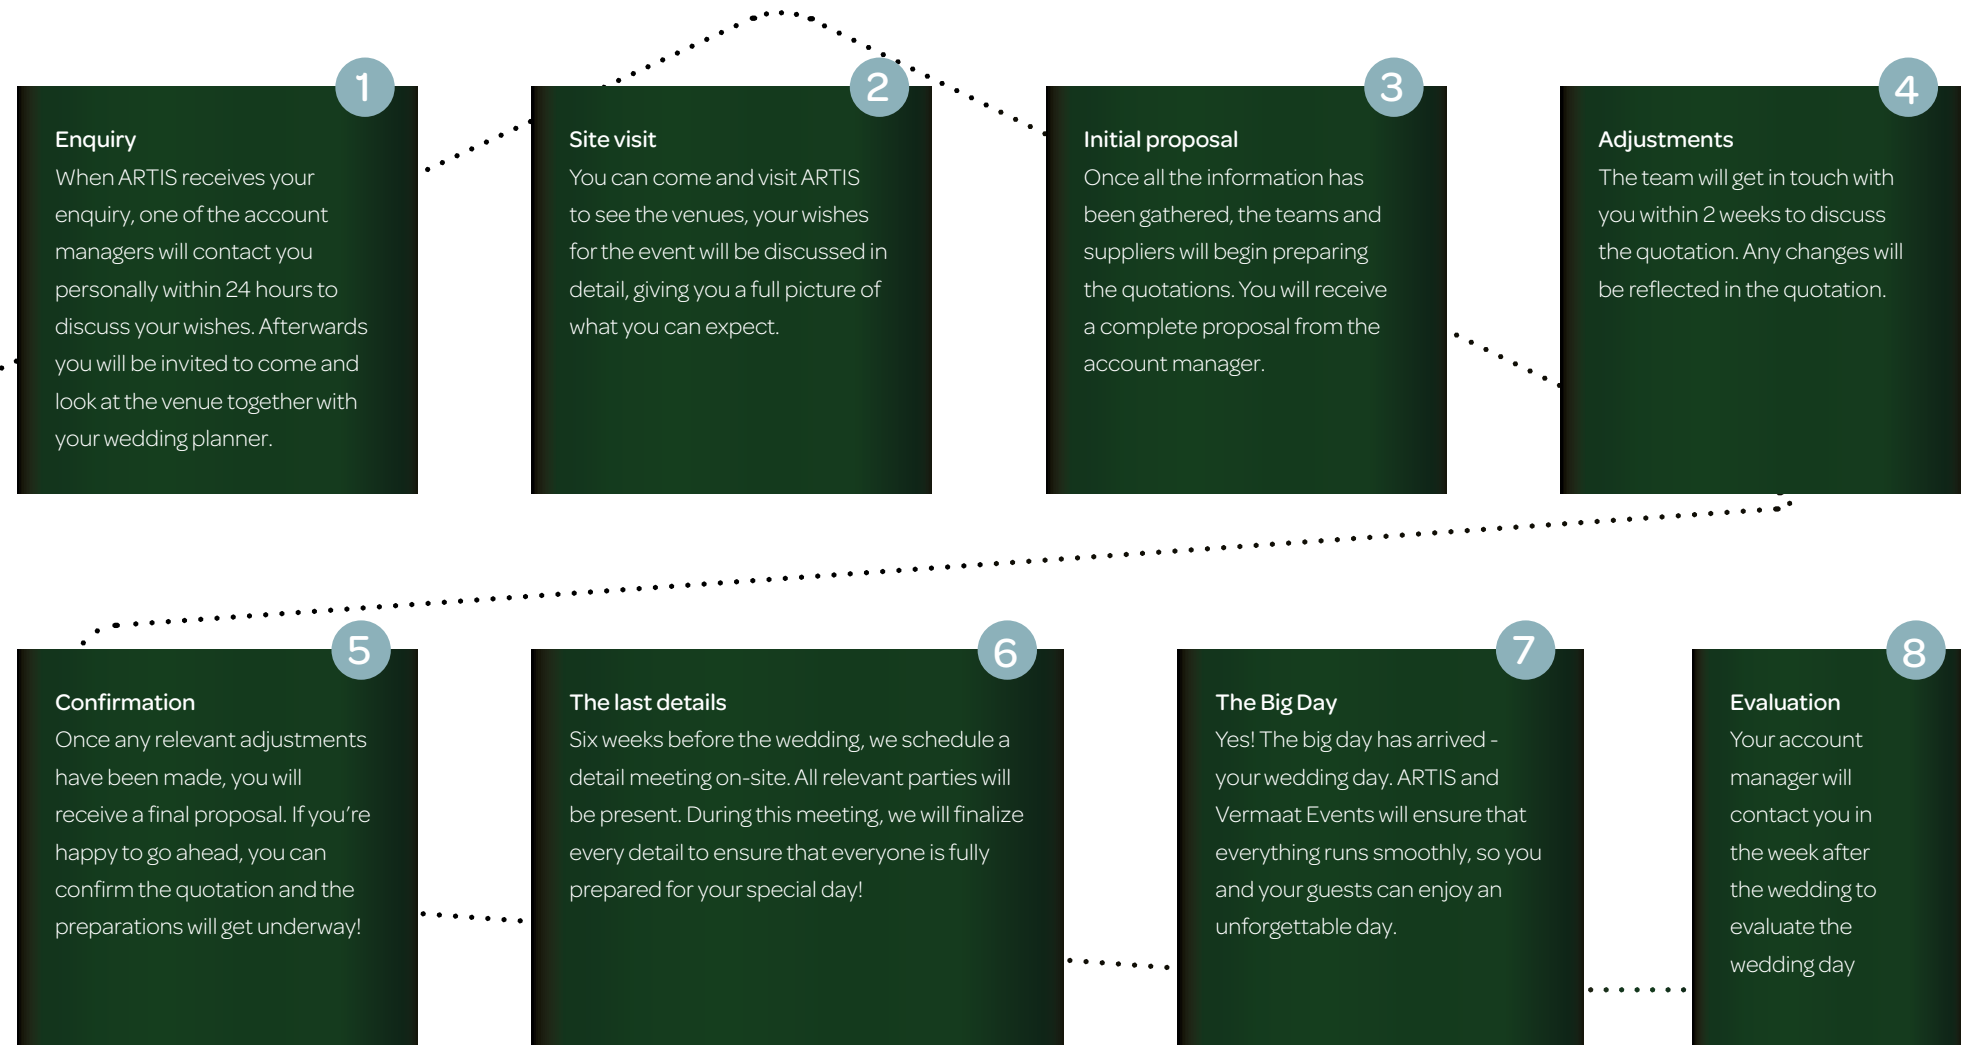 1
Enquiry
When ARTIS receives your
enquiry, one of the account
managers will contact you
personally within 24 hours to
discuss your wishes. Afterwards
you will be invited to come and
look at the venue together with
your wedding planner.
2
Site visit
You can come and visit ARTIS
to see the venues, your wishes
for the event will be discussed in
detail, giving you a full picture of
what you can expect.
3
Initial proposal
Once all the information has
been gathered, the teams and
suppliers will begin preparing
the quotations. You will receive
a complete proposal from the
account manager.
4
Adjustments
The team will get in touch with
you within 2 weeks to discuss
the quotation. Any changes will
be reflected in the quotation.
5
Confirmation
Once any relevant adjustments
have been made, you will
receive a final proposal. If you’re
happy to go ahead, you can
confirm the quotation and the
preparations will get underway!
6
The last details
Six weeks before the wedding, we schedule a
detail meeting on-site. All relevant parties will
be present. During this meeting, we will finalize
every detail to ensure that everyone is fully
prepared for your special day!
7
The Big Day
Yes! The big day has arrived -
your wedding day. ARTIS and
Vermaat Events will ensure that
everything runs smoothly, so you
and your guests can enjoy an
unforgettable day.
8
Evaluation
Your account
manager will
contact you in
the week after
the wedding to
evaluate the
wedding day